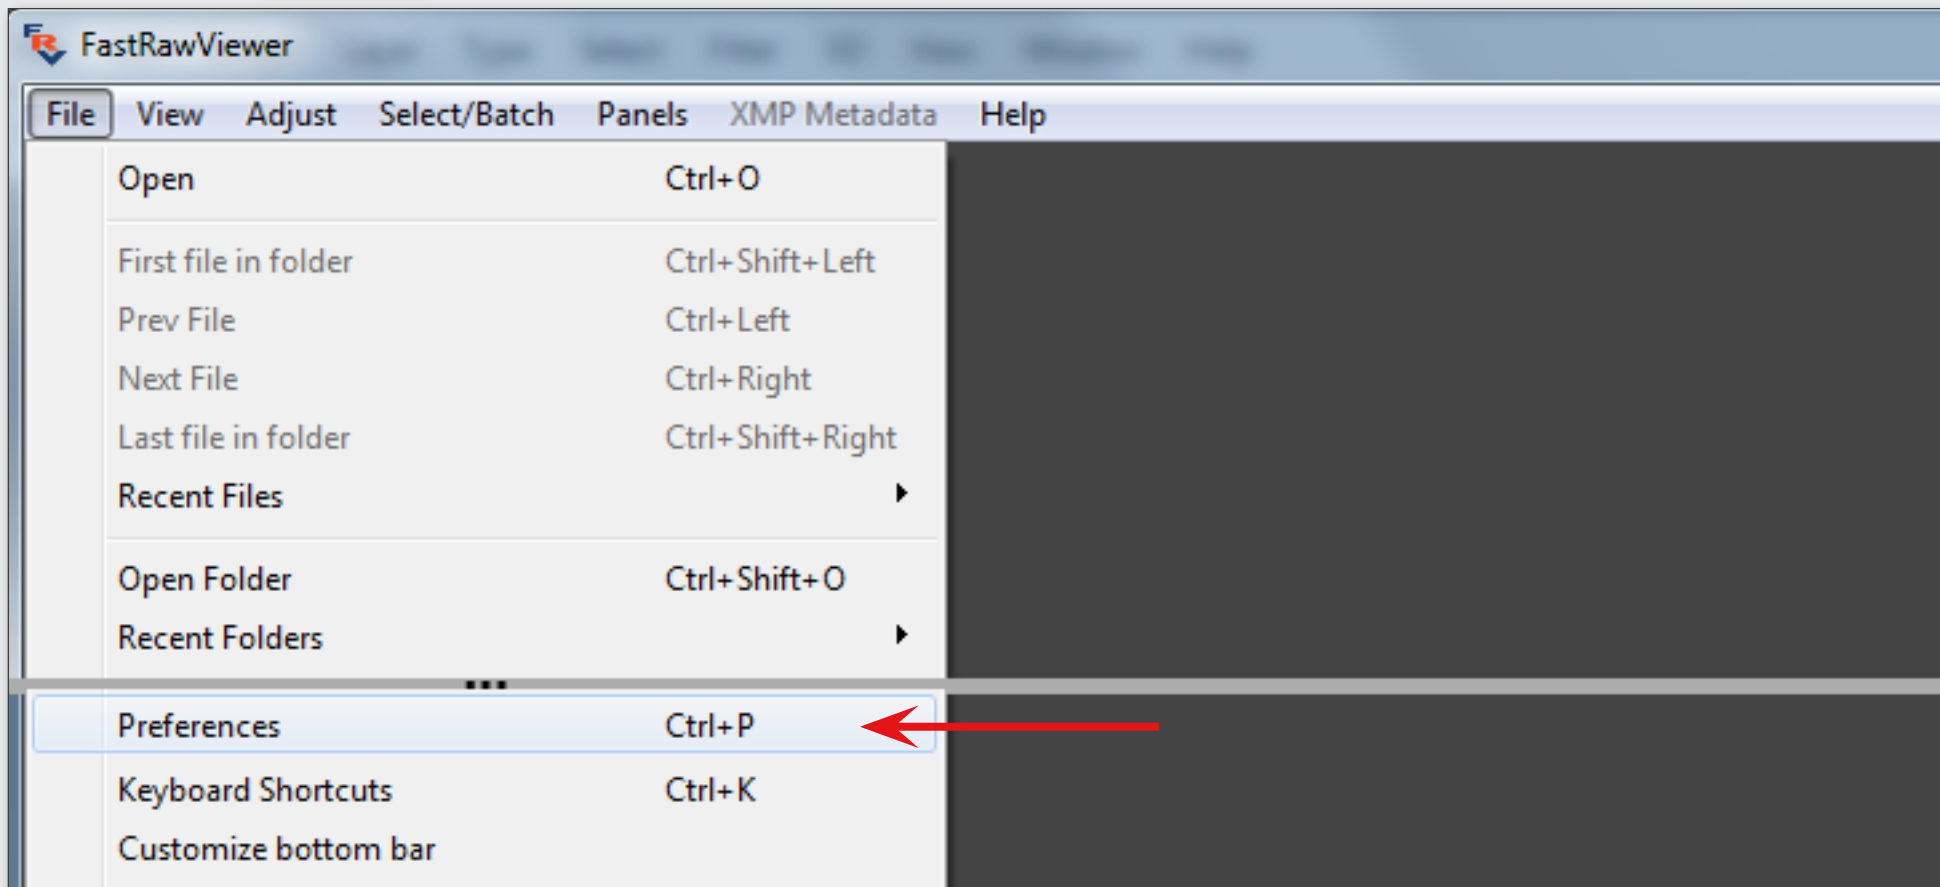 FastRawViewer
File View Adjust Select/Batch Panels XMP Metadata Help
Open Ctrl+O
First file in folder Ctrl+Shift+Left
Prev File Ctrl+Left
Next File Ctrl+Right
Last file in folder Ctrl+Shift+Right
Recent Files
Open Folder Ctrl+Shift+O
Recent Folders
...
Preferences Ctrl+P
Keyboard Shortcuts Ctrl+K
Customize bottom bar